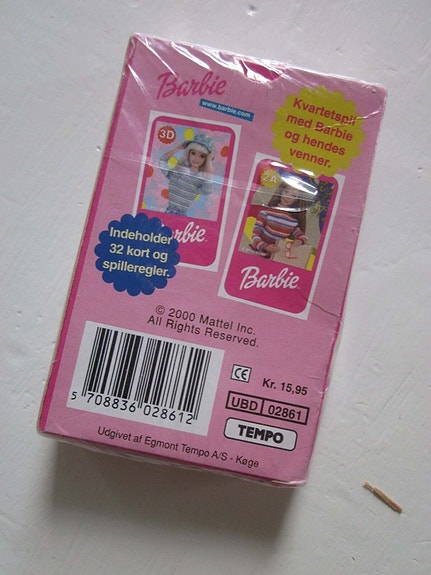 Barbie
www.barbie.com
Kvartetspil
med Barbie
og hendes
venner.
3D
2A
Barbie
Barbie
Indeholder
32 kort og
spilleregler.
© 2000 Mattel Inc.
All Rights Reserved.
CE
Kr. 15,95
UBD 02861
TEMPO
5 708836 028612
Udgivet af Egmont Tempo A/S - Køge